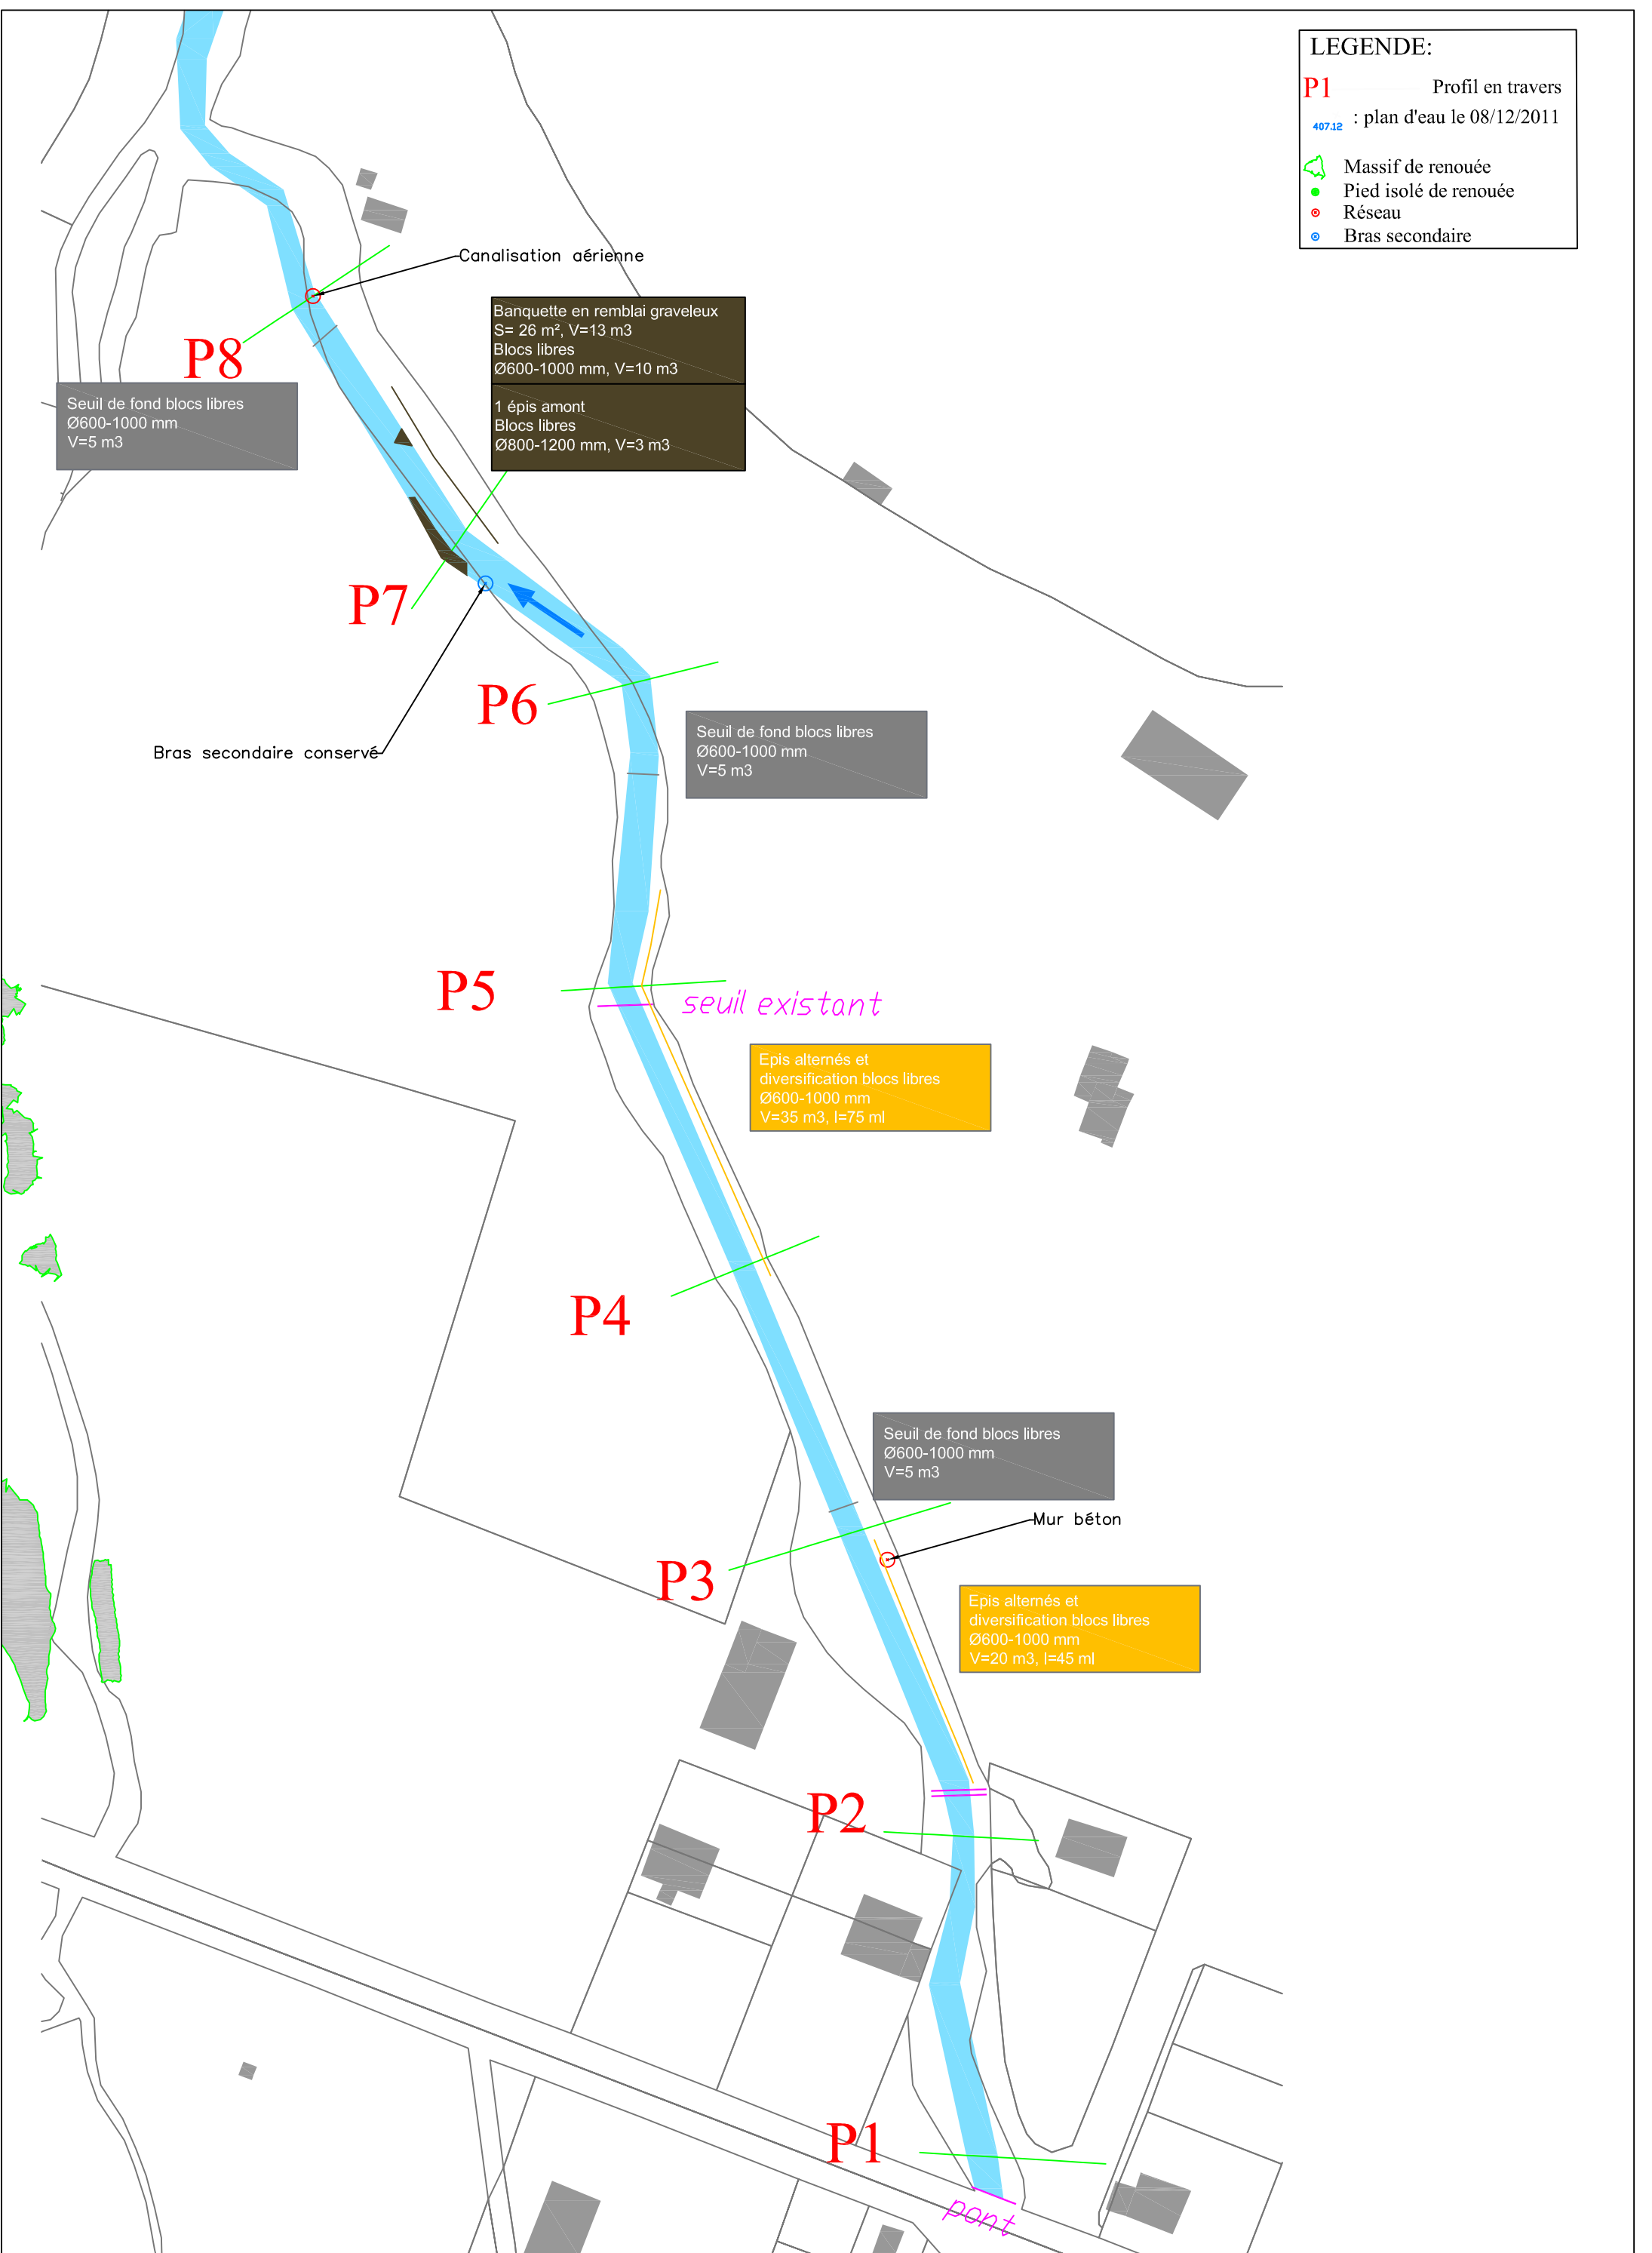 LEGENDE:
P1 Profil en travers
407.12 : plan d'eau le 08/12/2011
Massif de renouée
Pied isolé de renouée
Réseau
Bras secondaire
Canalisation aérienne
Banquette en remblai graveleux
S= 26 m², V=13 m3
Blocs libres
Ø600-1000 mm, V=10 m3
1 épis amont
Blocs libres
Ø800-1200 mm, V=3 m3
P8
Seuil de fond blocs libres
Ø600-1000 mm
V=5 m3
P7
P6
Bras secondaire conservé
Seuil de fond blocs libres
Ø600-1000 mm
V=5 m3
P5
seuil existant
Epis alternés et
diversification blocs libres
Ø600-1000 mm
V=35 m3, l=75 ml
P4
Seuil de fond blocs libres
Ø600-1000 mm
V=5 m3
Mur béton
P3
Epis alternés et
diversification blocs libres
Ø600-1000 mm
V=20 m3, l=45 ml
P2
P1
pont